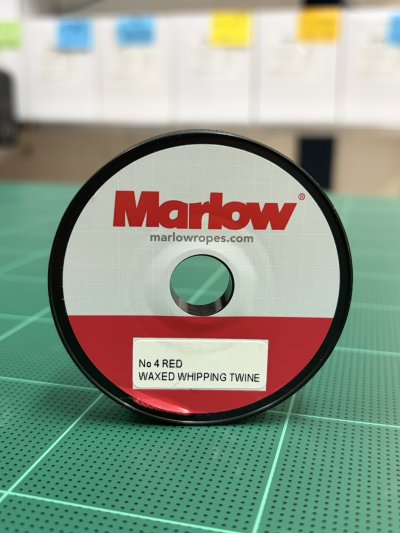 Marlow®
marlowropes.com
No 4 RED
WAXED WHIPPING TWINE